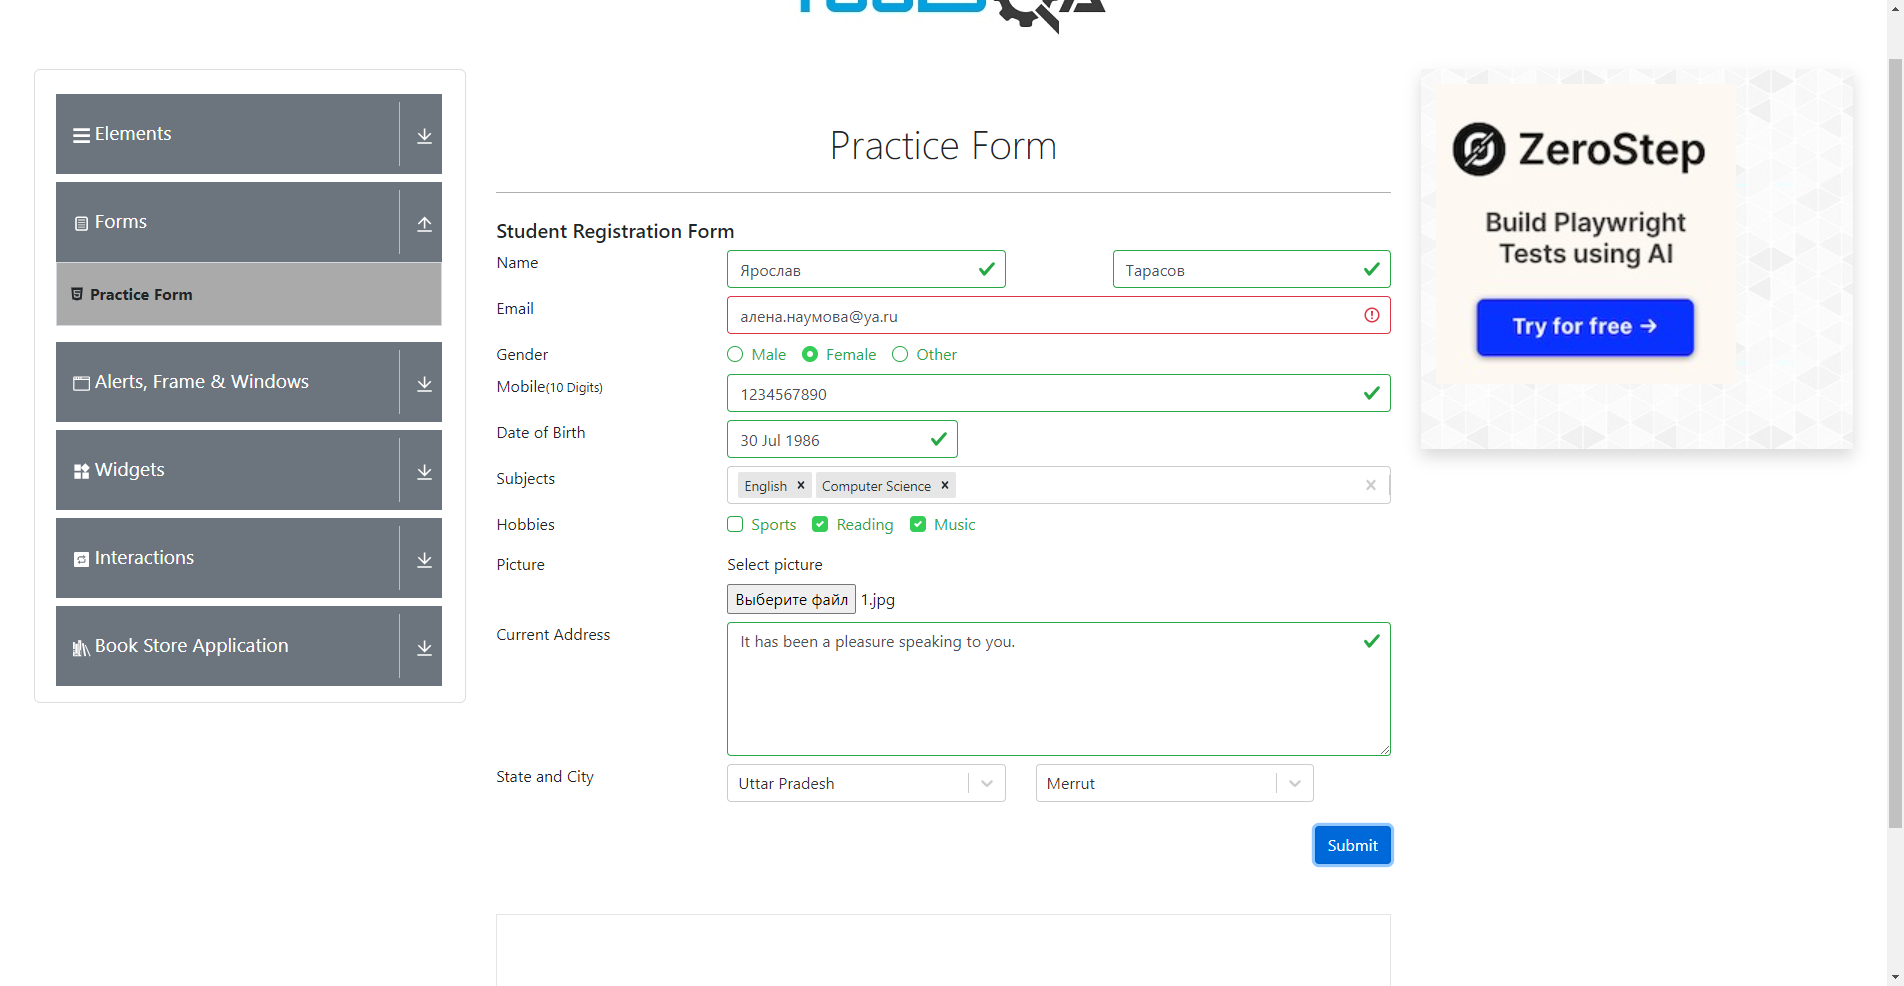 Elements
Forms
Practice Form
Alerts, Frame & Windows
Widgets
Interactions
Book Store Application
Practice Form
Student Registration Form
Name
Ярослав
Тарасов
Email
алена.наумова@ya.ru
Gender
Male
Female
Other
Mobile(10 Digits)
1234567890
Date of Birth
30 Jul 1986
Subjects
English
Computer Science
Hobbies
Sports
Reading
Music
Picture
Select picture
Выберите файл 1.jpg
Current Address
It has been a pleasure speaking to you.
State and City
Uttar Pradesh
Merrut
Submit
ZeroStep
Build Playwright
Tests using AI
Try for free →